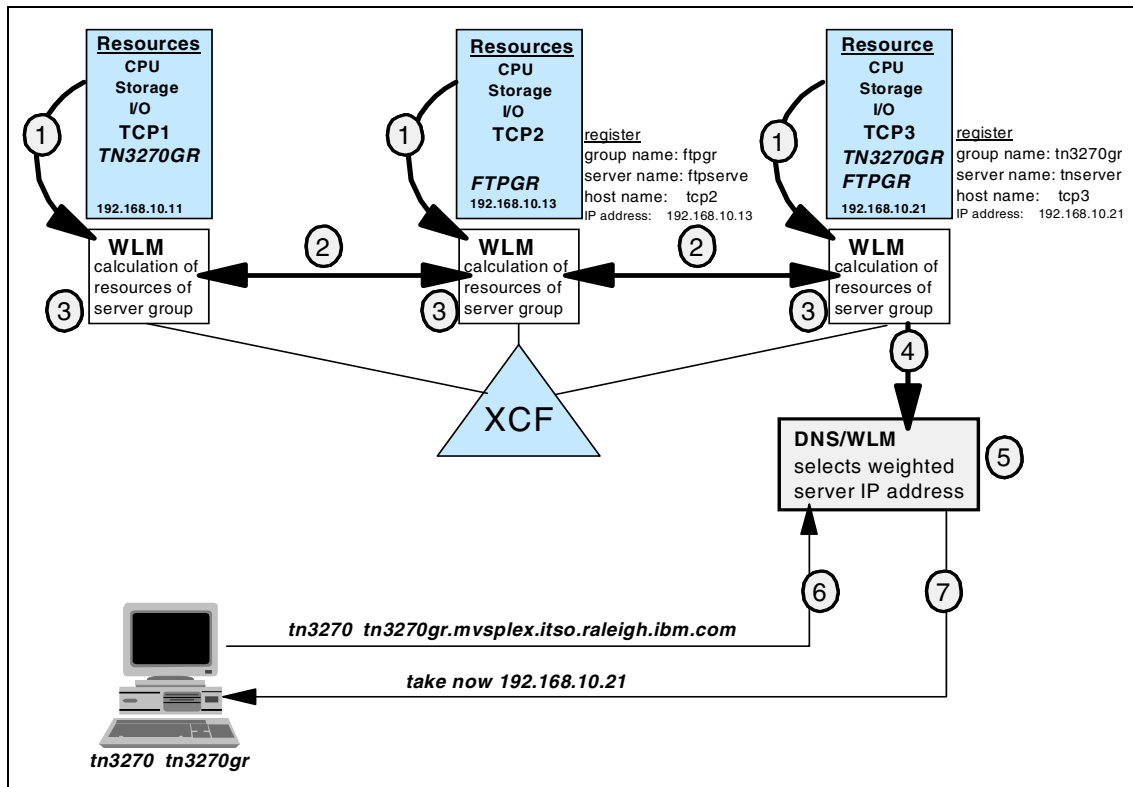 Resources
CPU
Storage
I/O
TCP1
TN3270GR
192.168.10.11
1
Resources
CPU
Storage
I/O
TCP2
FTPGR
192.168.10.13
1
register
group name: ftpgr
server name: ftpserve
host name: tcp2
IP address: 192.168.10.13
Resource
CPU
Storage
I/O
TCP3
TN3270GR
FTPGR
192.168.10.21
1
register
group name: tn3270gr
server name: tnserver
host name: tcp3
IP address: 192.168.10.21
WLM
calculation of
resources of
server group
3
2
WLM
calculation of
resources of
server group
3
2
WLM
calculation of
resources of
server group
3
4
XCF
DNS/WLM
selects weighted
server IP address
5
6
7
tn3270 tn3270gr.mvsplex.itso.raleigh.ibm.com
take now 192.168.10.21
tn3270 tn3270gr